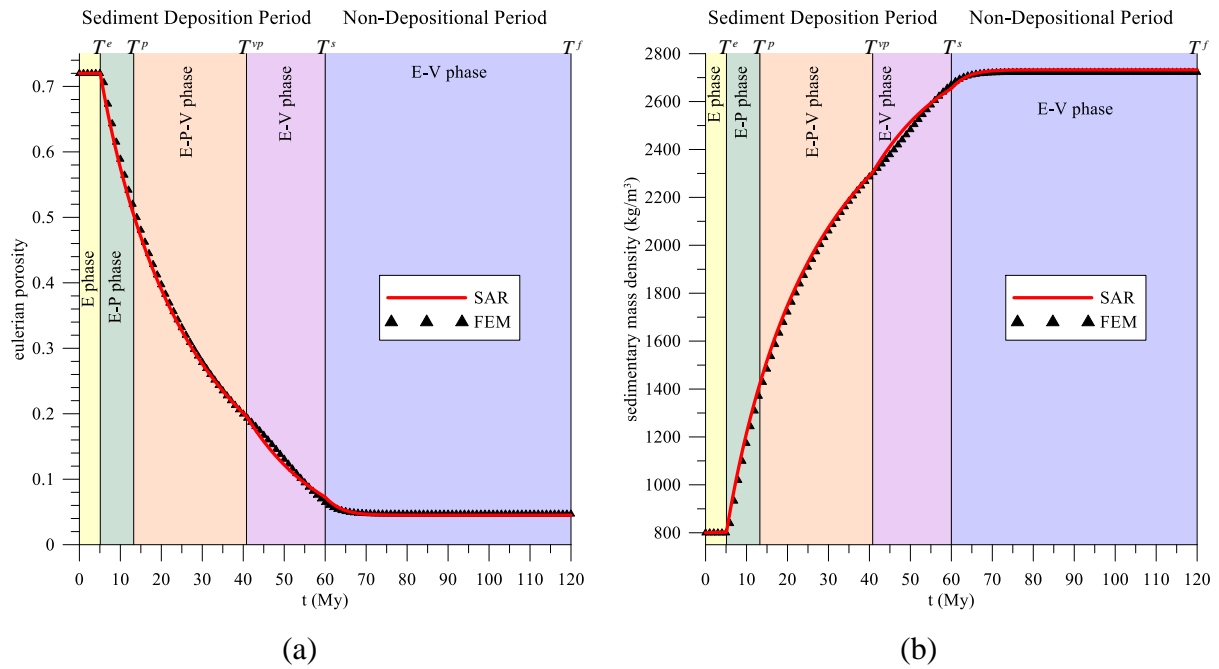 Sediment Deposition Period Non-Depositional Period
T^e T^p T^vp T^s T^f
E phase
E-P phase
E-P-V phase
E-V phase
E-V phase
SAR
FEM
eulerian porosity
0.7
0.6
0.5
0.4
0.3
0.2
0.1
0
0 10 20 30 40 50 60 70 80 90 100 110 120
t (My)
(a)
Sediment Deposition Period Non-Depositional Period
T^e T^p T^vp T^s T^f
E phase
E-P phase
E-P-V phase
E-V phase
E-V phase
SAR
FEM
sedimentary mass density (kg/m³)
2800
2600
2400
2200
2000
1800
1600
1400
1200
1000
800
0 10 20 30 40 50 60 70 80 90 100 110 120
t (My)
(b)